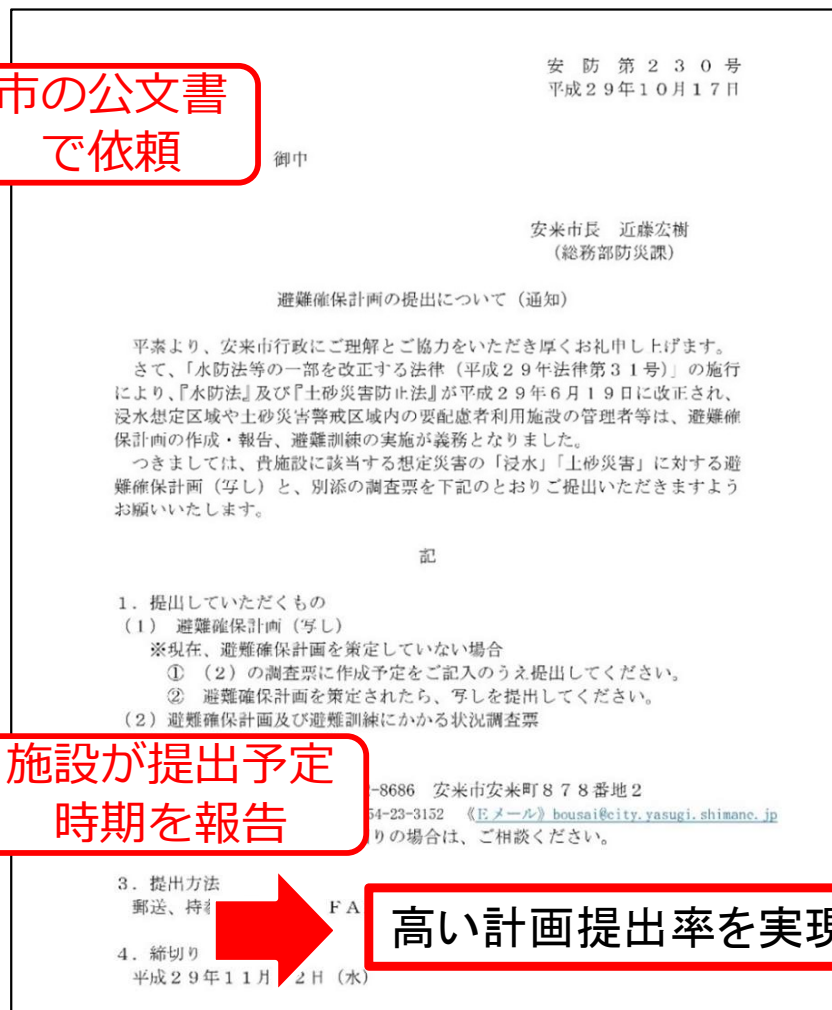 安 防 第 2 3 0 号
平成29年10月17日
市の公文書
で依頼
御中
安来市長 近藤宏樹
(総務部防災課)
避難確保計画の提出について(通知)
平素より、安来市行政にご理解とご協力をいただき厚くお礼申し上げます。
さて、「水防法等の一部を改正する法律(平成29年法律第31号)」の施行
により、『水防法』及び『土砂災害防止法』が平成29年6月19日に改正され、
浸水想定区域や土砂災害警戒区域内の要配慮者利用施設の管理者等は、避難確
保計画の作成・報告、避難訓練の実施が義務となりました。
つきましては、貴施設に該当する想定災害の「浸水」「土砂災害」に対する避
難確保計画(写し)と、別添の調査票を下記のとおりご提出いただきますよう
お願いいたします。
記
1.提出していただくもの
(1) 避難確保計画(写し)
※現在、避難確保計画を策定していない場合
① (2)の調査票に作成予定をご記入のうえ提出してください。
② 避難確保計画を策定されたら、写しを提出してください。
(2)避難確保計画及び避難訓練にかかる状況調査票
施設が提出予定
時期を報告
-8686 安来市安来町878番地2
54-23-3152 《Eメール》bousai@city.yasugi.shimane.jp
りの場合は、ご相談ください。
3.提出方法
郵送、持 FA
高い計画提出率を実現
4.締切り
平成29年11月 2日(水)